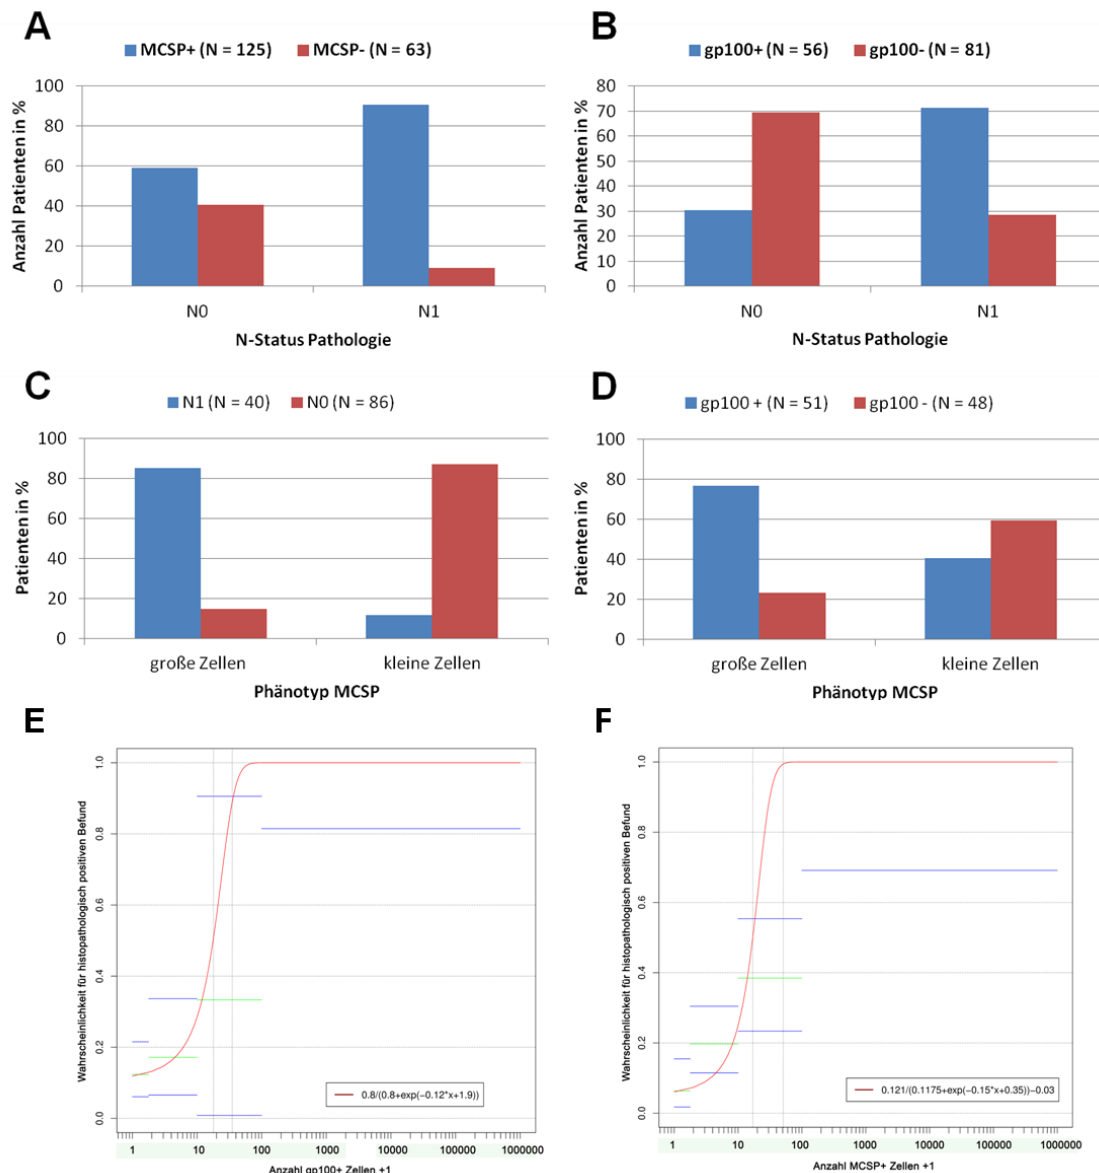 A
MCSP+ (N = 125) MCSP- (N = 63)
100
80
60
40
20
0
Anzahl Patienten in %
N0 N1
N-Status Pathologie
B
gp100+ (N = 56) gp100- (N = 81)
80
70
60
50
40
30
20
10
0
Anzahl Patienten in %
N0 N1
N-Status Pathologie
C
N1 (N = 40) N0 (N = 86)
100
80
60
40
20
0
Patienten in %
große Zellen kleine Zellen
Phänotyp MCSP
D
gp100 + (N = 51) gp100 - (N = 48)
100
80
60
40
20
0
Patienten in %
große Zellen kleine Zellen
Phänotyp MCSP
E
Wahrscheinlichkeit für histopathologisch positiven Befund
1.0
0.8
0.6
0.4
0.2
0.0
0.8/(0.8+exp(−0.12*x+1.9))
1 10 100 1000 10000 100000 1000000
Anzahl gp100+ Zellen +1
F
Wahrscheinlichkeit für histopathologisch positiven Befund
1.0
0.8
0.6
0.4
0.2
0.0
0.121/(0.1175+exp(−0.15*x+0.35))−0.03
1 10 100 1000 10000 100000 1000000
Anzahl MCSP+ Zellen +1